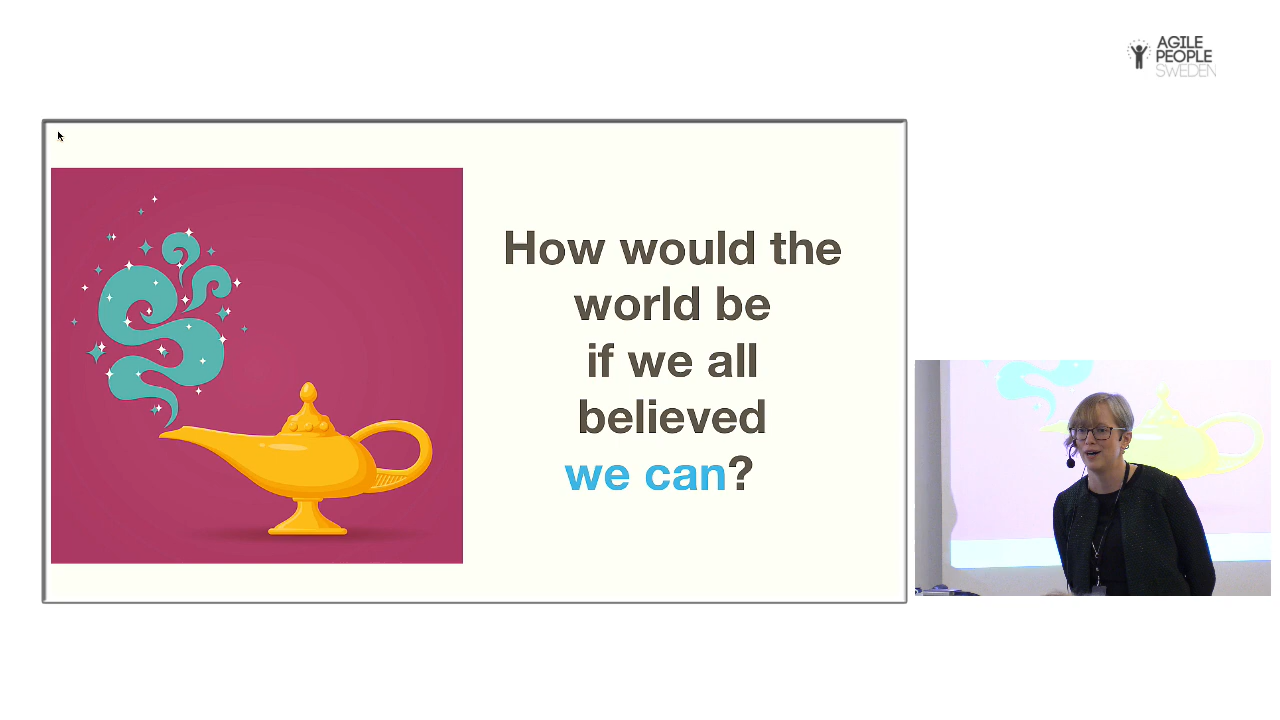 AGILE
PEOPLE
SWEDEN
How would the
world be
if we all
believed
we can?